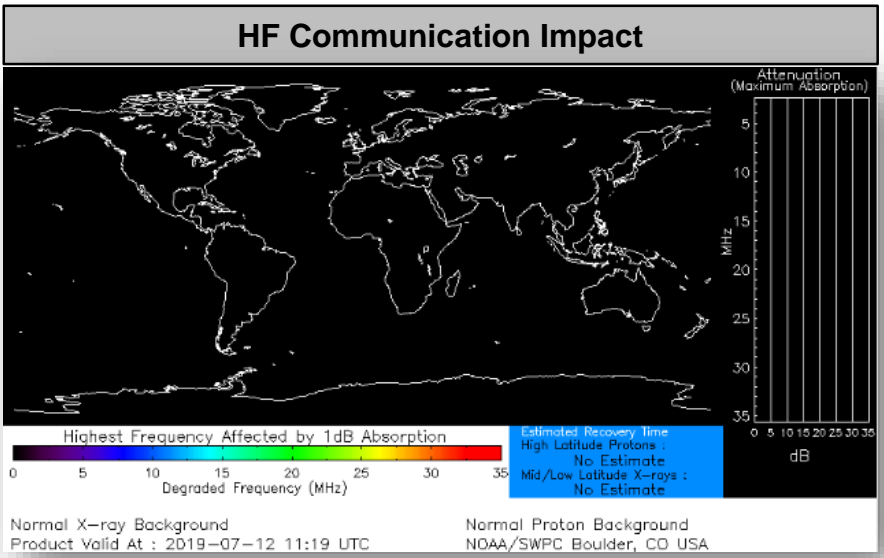 HF Communication Impact
Attenuation
(Maximum Absorption)
5
10
15
MHz
20
25
30
35
0 5 10 15 20 25 30 35
dB
Highest Frequency Affected by 1dB Absorption
0 5 10 15 20 25 30 35
Degraded Frequency (MHz)
Estimated Recovery Time
High Latitude Protons :
No Estimate
Mid/Low Latitude X-rays :
No Estimate
Normal X-ray Background
Normal Proton Background
Product Valid At : 2019-07-12 11:19 UTC
NOAA/SWPC Boulder, CO USA